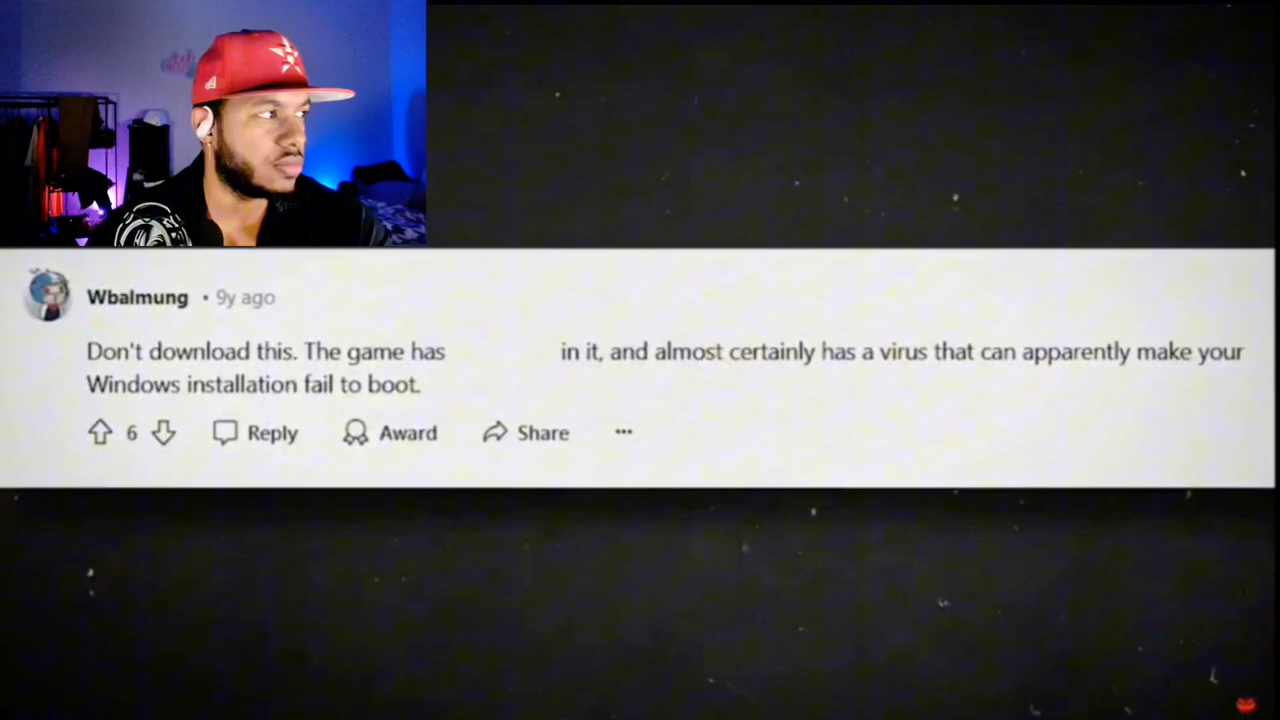 Wbalmung • 9y ago
Don't download this. The game has in it, and almost certainly has a virus that can apparently make your
Windows installation fail to boot.
6 Reply Award Share ...